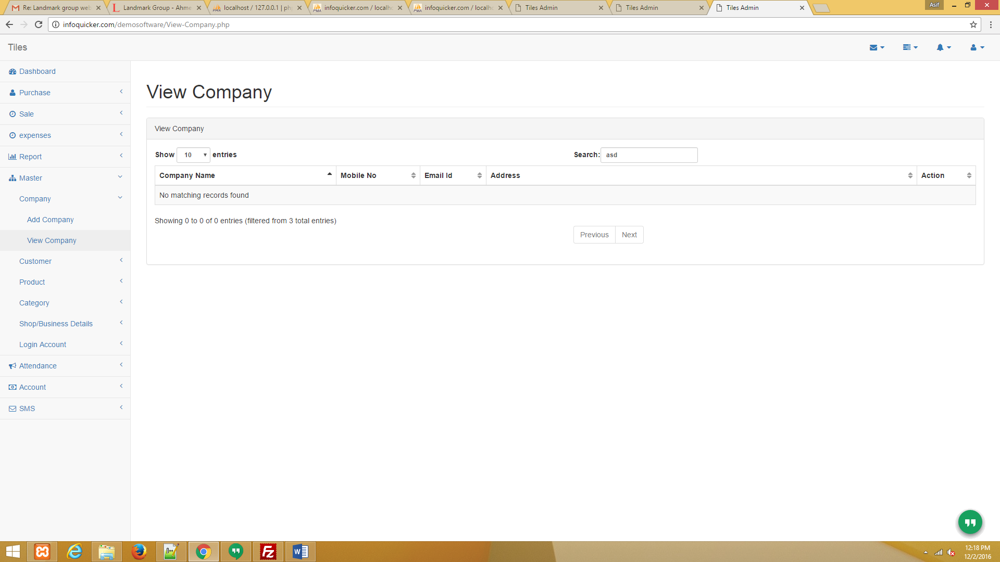 Re: Landmark group web
Landmark Group - Ahme
localhost / 127.0.0.1 | ph
infoquicker.com / localh
infoquicker.com / localh
Tiles Admin
Tiles Admin
Tiles Admin
Asif
infoquicker.com/demosoftware/View-Company.php
Tiles
Dashboard
Purchase
Sale
expenses
Report
Master
Company
Add Company
View Company
Customer
Product
Category
Shop/Business Details
Login Account
Attendance
Account
SMS
View Company
View Company
Show 10 entries
Search: asd
Company Name Mobile No Email Id Address Action
No matching records found
Showing 0 to 0 of 0 entries (filtered from 3 total entries)
Previous Next
12:18 PM
12/2/2016